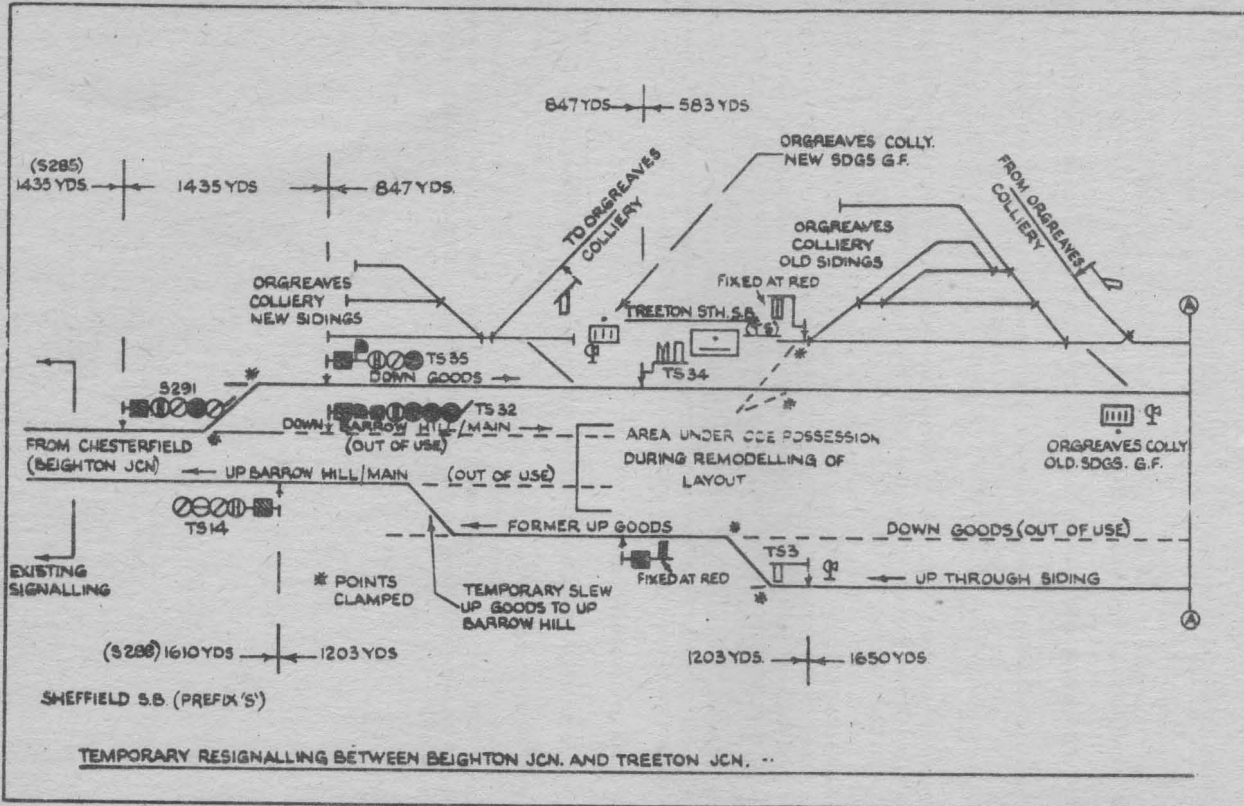 847 YDS. 583 YDS.
ORGREAVES COLLY.
NEW SDGS G.F.
(S285)
1435 YDS. 1435 YDS. 847 YDS.
TO ORGREAVES
COLLIERY
FROM ORGREAVES
COLLIERY
ORGREAVES
COLLIERY
OLD SIDINGS
FIXED AT RED
ORGREAVES
COLLIERY
NEW SIDINGS
TREETON STH. S.B.
(TS)
TS 35
TS 34
S291
DOWN GOODS
TS 32
DOWN BARROW HILL/MAIN
(OUT OF USE)
FROM CHESTERFIELD
(BEIGHTON JCN)
AREA UNDER CCE POSSESSION
DURING REMODELLING OF
LAYOUT
ORGREAVES COLLY
OLD. SDGS. G.F.
UP BARROW HILL/MAIN (OUT OF USE)
TS14
FORMER UP GOODS
DOWN GOODS (OUT OF USE)
TS3
FIXED AT RED
UP THROUGH SIDING
EXISTING
SIGNALLING
* POINTS
CLAMPED
TEMPORARY SLEW
UP GOODS TO UP
BARROW HILL
A
A
(S288) 1610 YDS 1203 YDS
1203 YDS. 1650 YDS
SHEFFIELD S.B. (PREFIX 'S')
TEMPORARY RESIGNALLING BETWEEN BEIGHTON JCN. AND TREETON JCN. ..